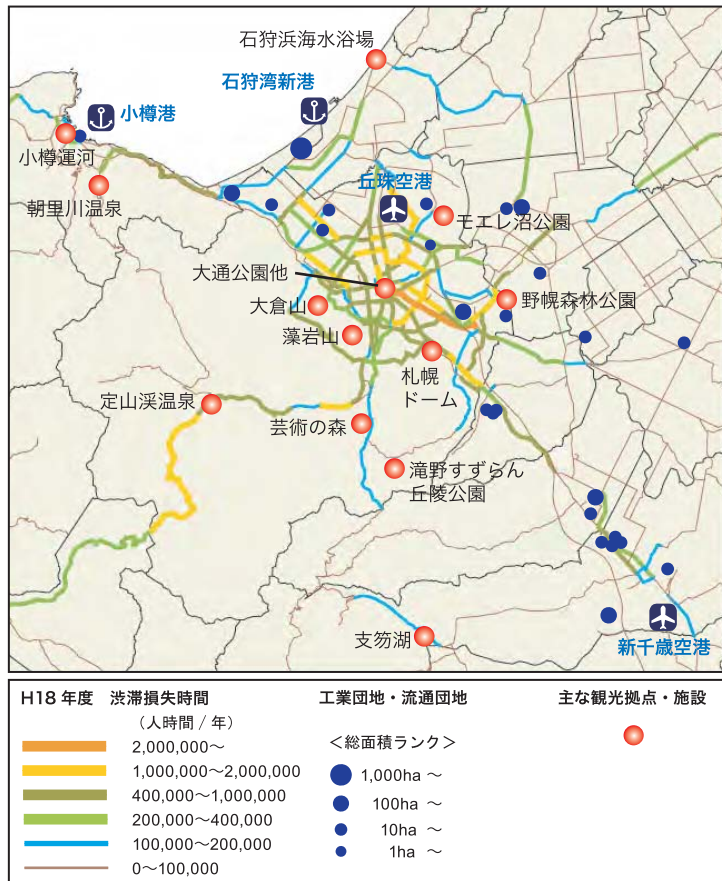 石狩浜海水浴場
石狩湾新港
小樽港
小樽運河
朝里川温泉
丘珠空港
モエレ沼公園
大通公園他
大倉山
野幌森林公園
藻岩山
札幌
ドーム
定山渓温泉
芸術の森
滝野すずらん
丘陵公園
支笏湖
新千歳空港
H18年度 渋滞損失時間
(人時間/年)
2,000,000~
1,000,000~2,000,000
400,000~1,000,000
200,000~400,000
100,000~200,000
0~100,000
工業団地・流通団地
<総面積ランク>
1,000ha ~
100ha ~
10ha ~
1ha ~
主な観光拠点・施設